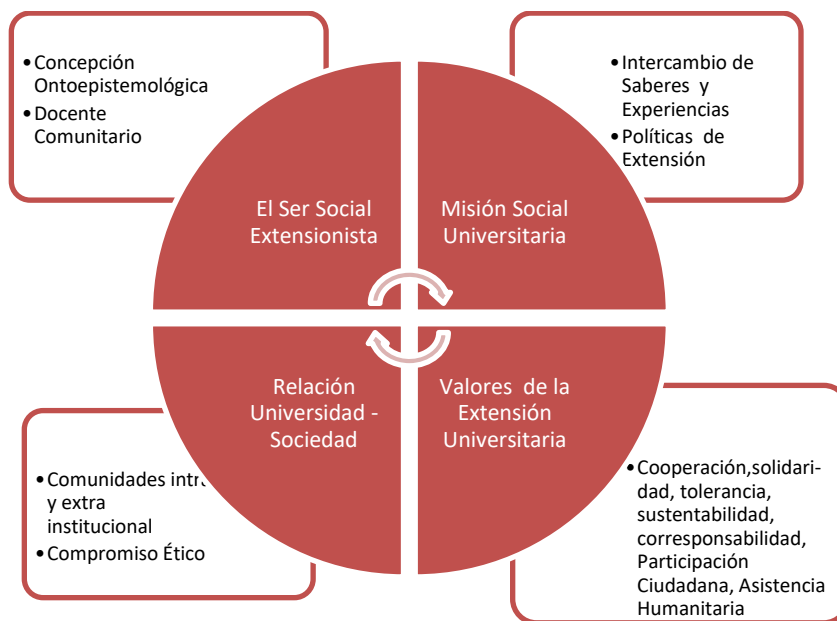 •Concepción
Ontoepistemológica
•Docente
Comunitario
•Intercambio de
Saberes y
Experiencias
•Políticas de
Extensión
El Ser Social
Extensionista
Misión Social
Universitaria
Relación
Universidad -
Sociedad
Valores de la
Extensión
Universitaria
•Comunidades
y extra
institucional
•Compromiso Ético
•Cooperación,solidari-
dad, tolerancia,
sustentabilidad,
corresponsabilidad,
Participación
Ciudadana, Asistencia
Humanitaria